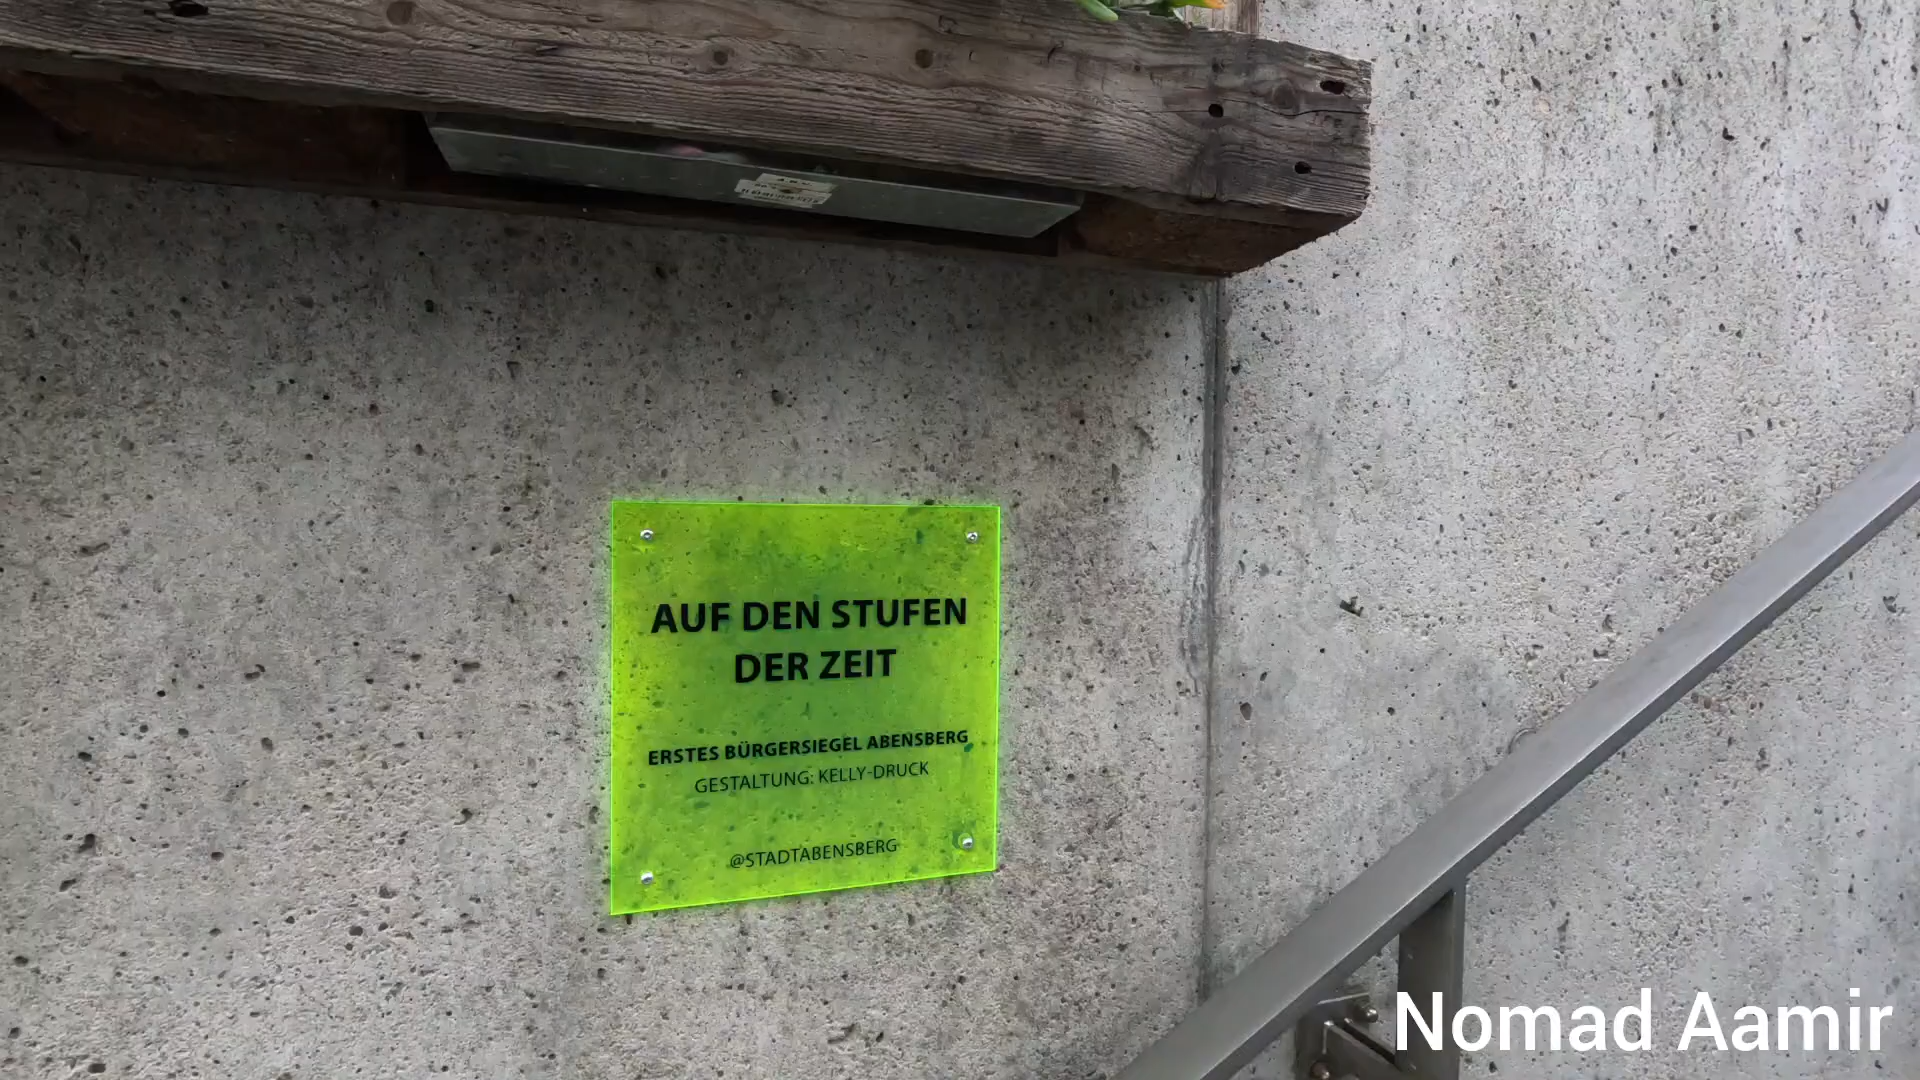 AUF DEN STUFEN
DER ZEIT
ERSTES BÜRGERSIEGEL ABENSBERG
GESTALTUNG: KELLY-DRUCK
@STADTABENSBERG
Nomad Aamir